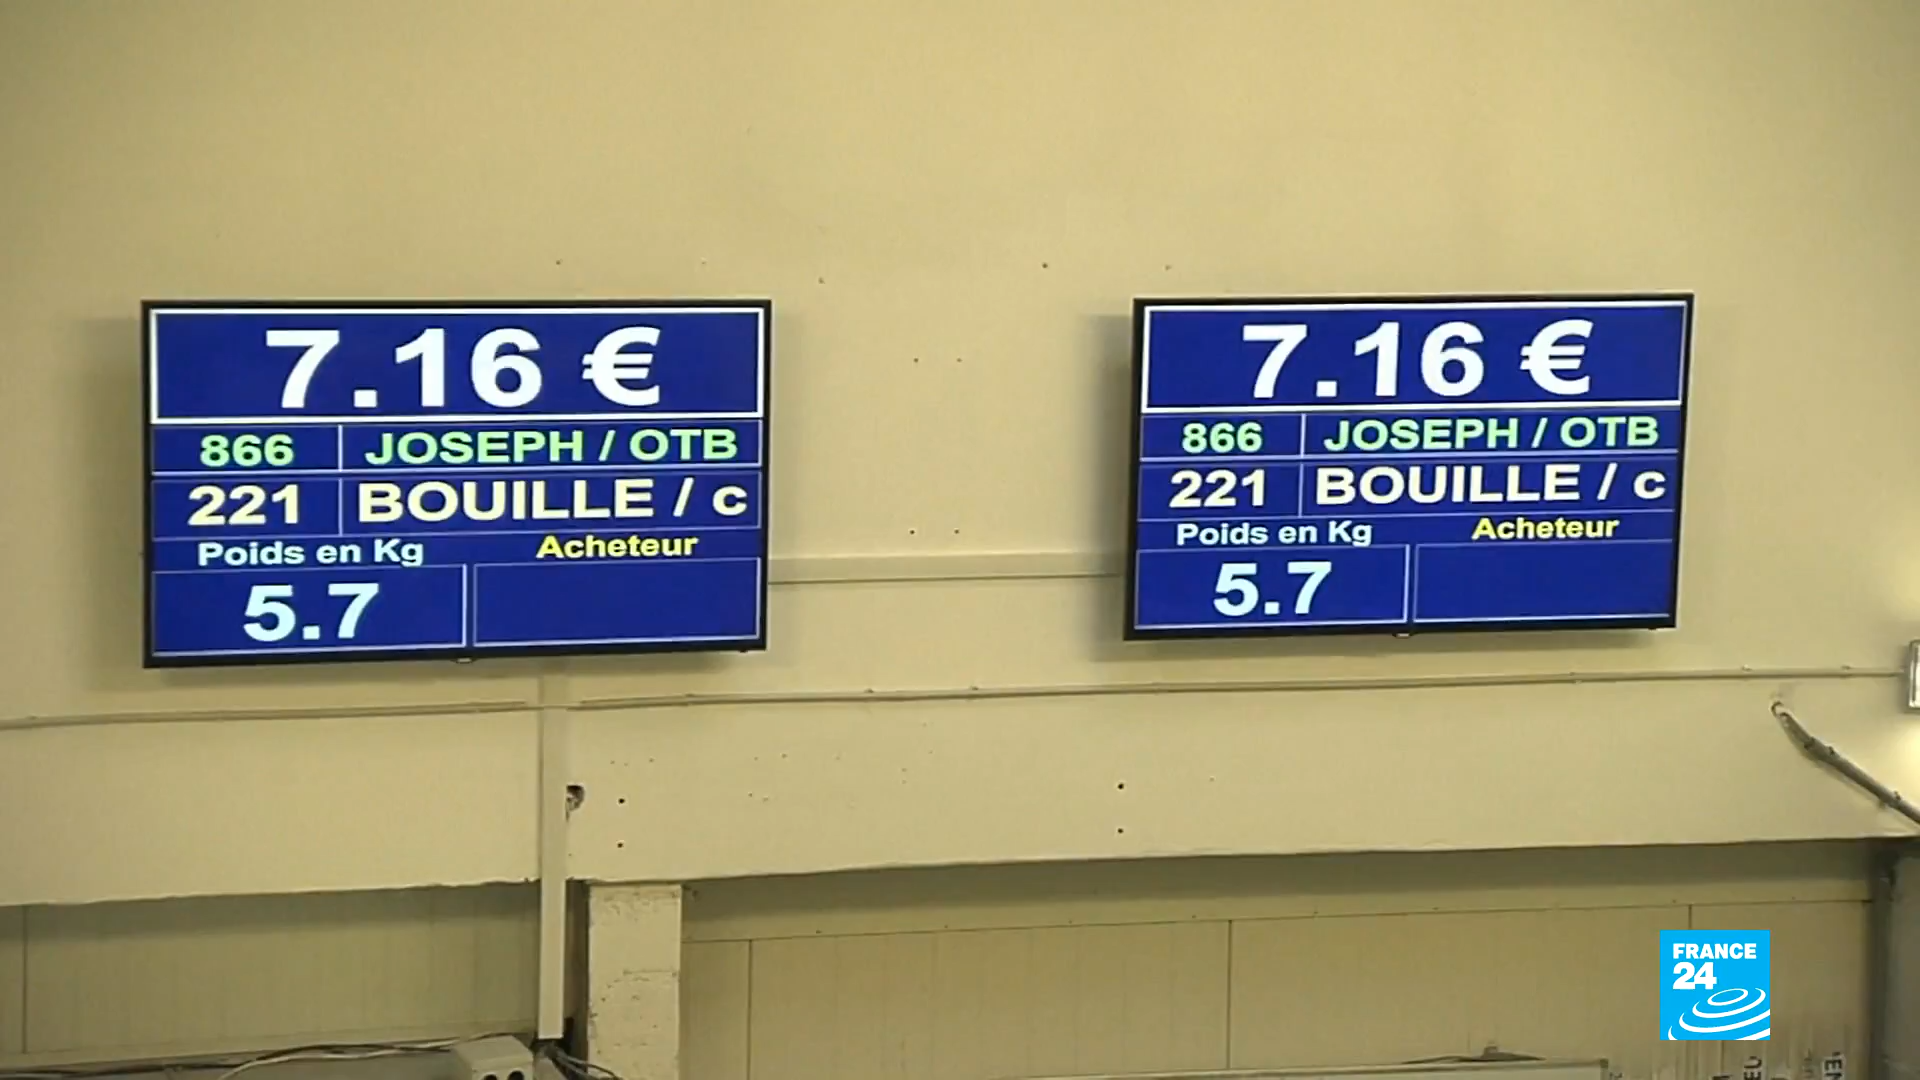 7.16 €
866 JOSEPH / OTB
221 BOUILLE / c
Poids en Kg Acheteur
5.7
7.16 €
866 JOSEPH / OTB
221 BOUILLE / c
Poids en Kg Acheteur
5.7
FRANCE
24